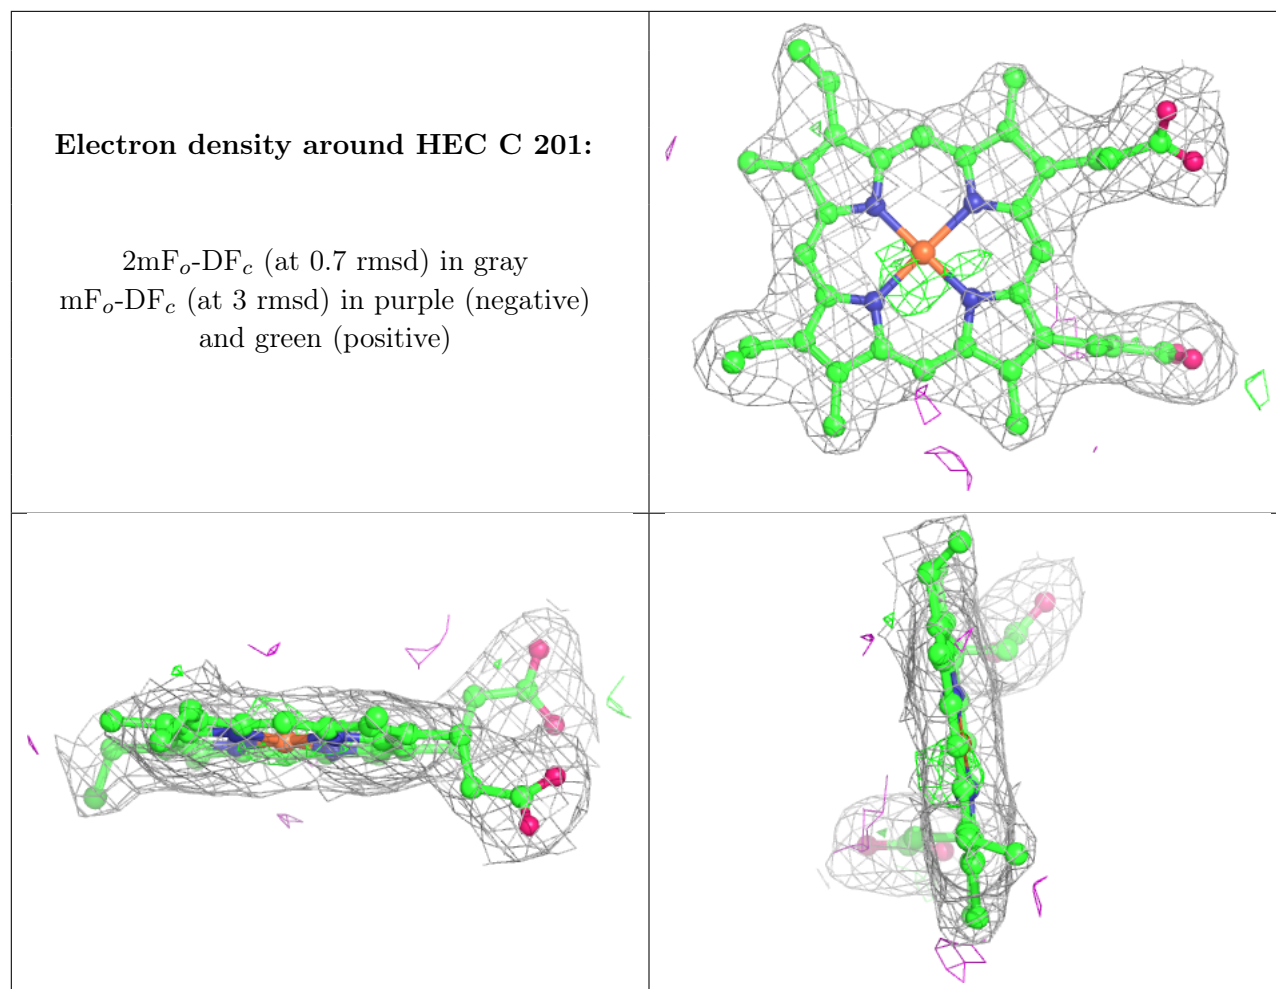 Electron density around HEC C 201:
2mFo-DFc (at 0.7 rmsd) in gray
mFo-DFc (at 3 rmsd) in purple (negative)
and green (positive)